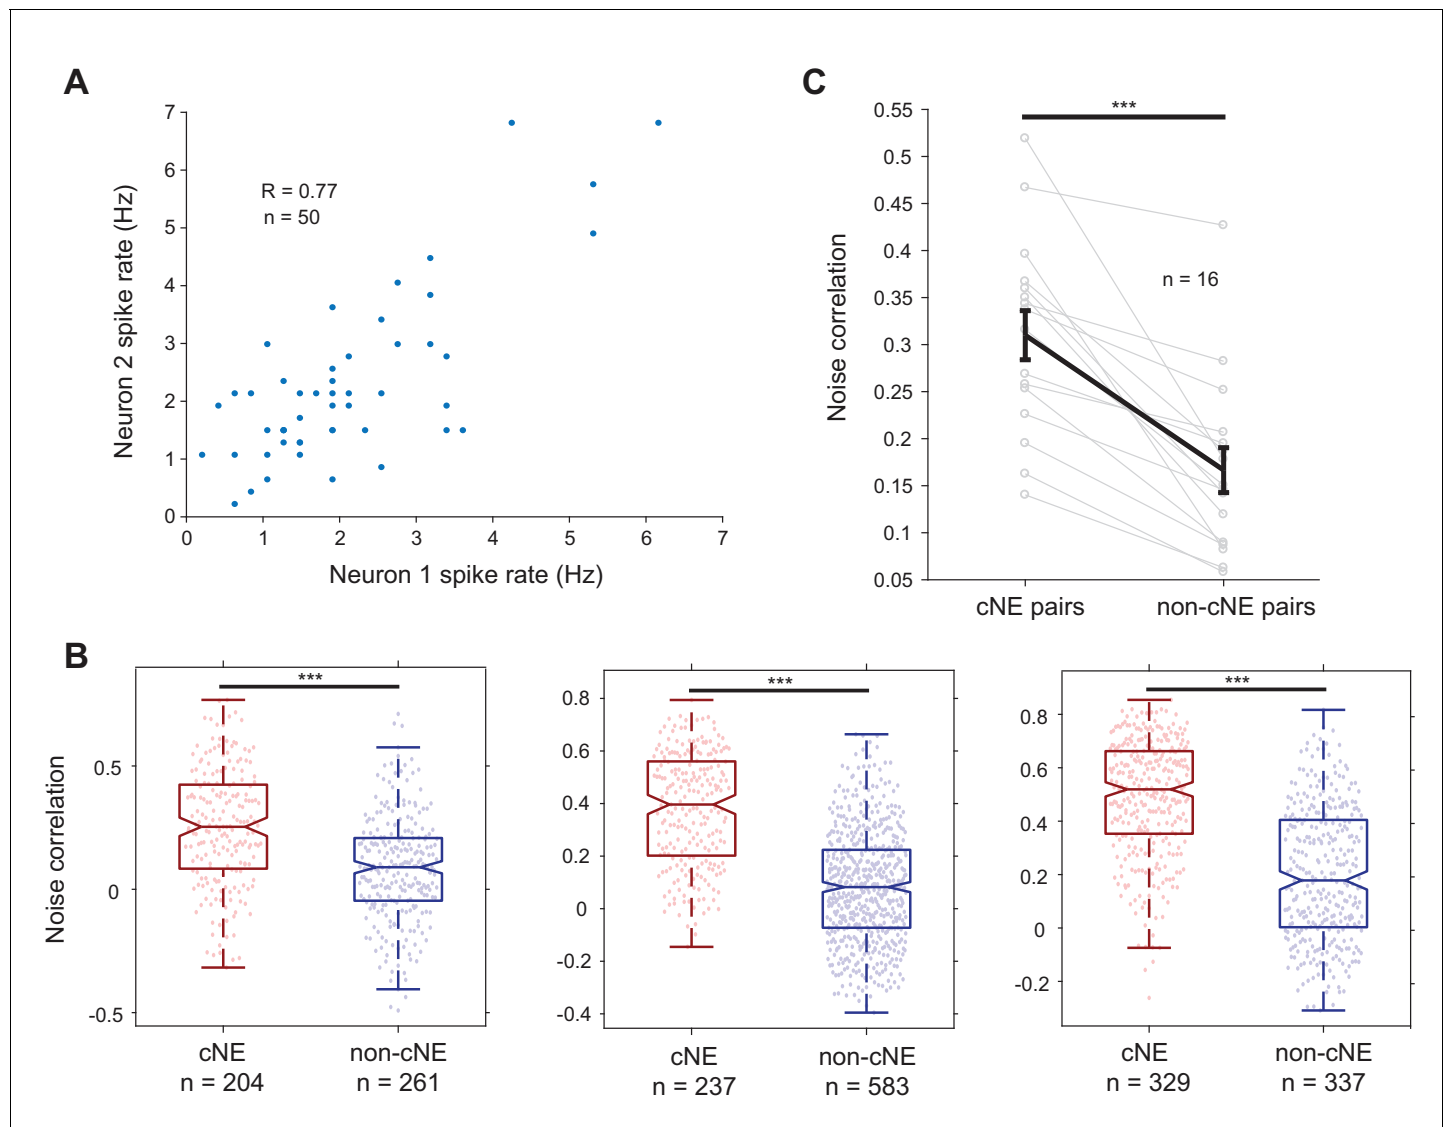 A
7
6
5
4
3
2
1
0
Neuron 2 spike rate (Hz)
R = 0.77
n = 50
0 1 2 3 4 5 6 7
Neuron 1 spike rate (Hz)
C
0.55
0.5
0.45
0.4
0.35
0.3
0.25
0.2
0.15
0.1
0.05
Noise correlation
***
n = 16
cNE pairs non-cNE pairs
B
Noise correlation
0.5
0
-0.5
***
cNE non-cNE
n = 204 n = 261
0.8
0.6
0.4
0.2
0
-0.2
-0.4
***
cNE non-cNE
n = 237 n = 583
0.8
0.6
0.4
0.2
0
-0.2
***
cNE non-cNE
n = 329 n = 337